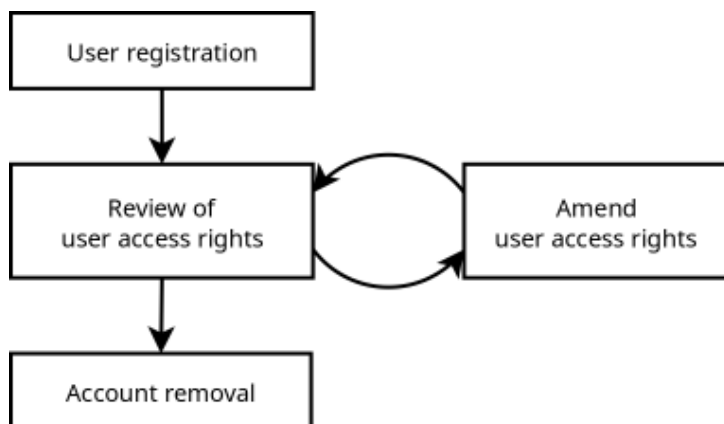 User registration
Review of
user access rights
Amend
user access rights
Account removal